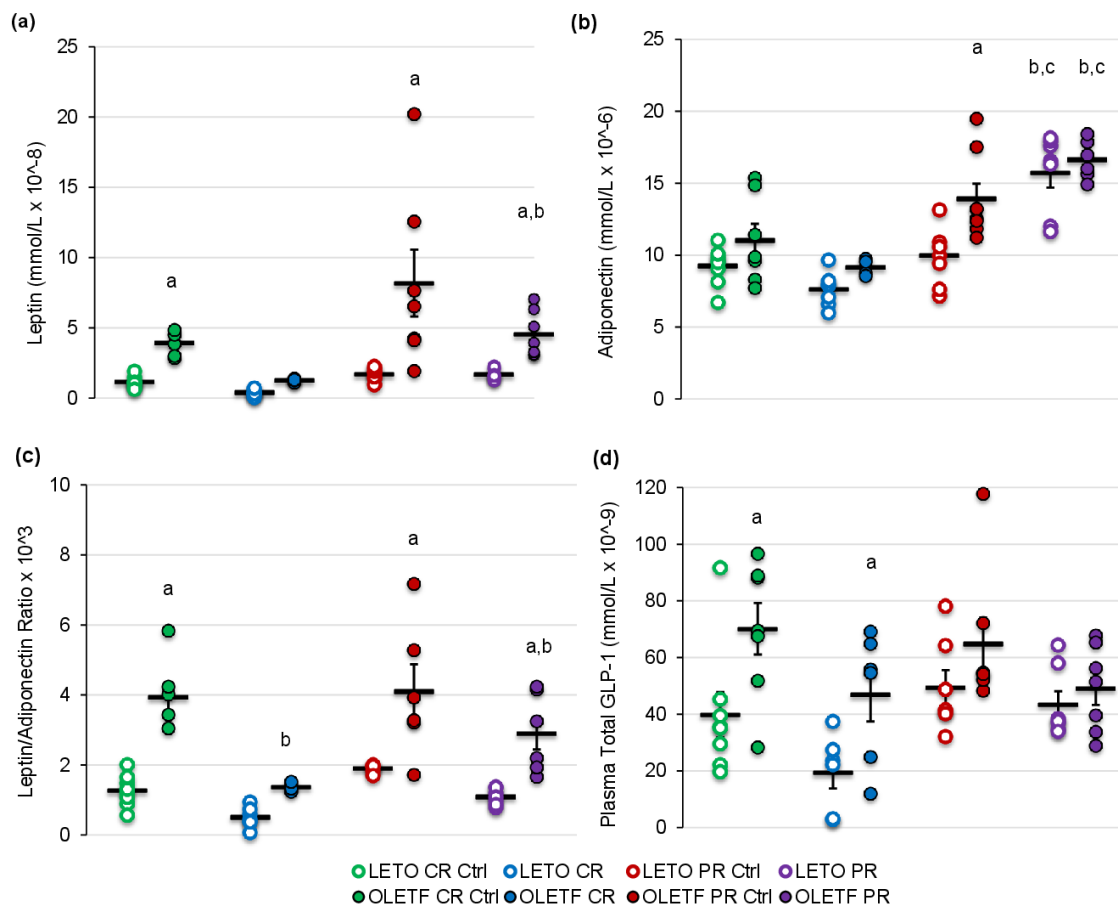 (a)
25
20
15
10
5
0
Leptin (mmol/L x 10^-8)
a
a
a,b
(b)
25
20
15
10
5
0
Adiponectin (mmol/L x 10^-6)
a
b,c
b,c
(c)
10
8
6
4
2
0
Leptin/Adiponectin Ratio x 10^3
a
b
a
a,b
(d)
120
100
80
60
40
20
0
Plasma Total GLP-1 (mmol/L x 10^-9)
a
a
LETO CR Ctrl LETO CR LETO PR Ctrl LETO PR
OLETF CR Ctrl OLETF CR OLETF PR Ctrl OLETF PR